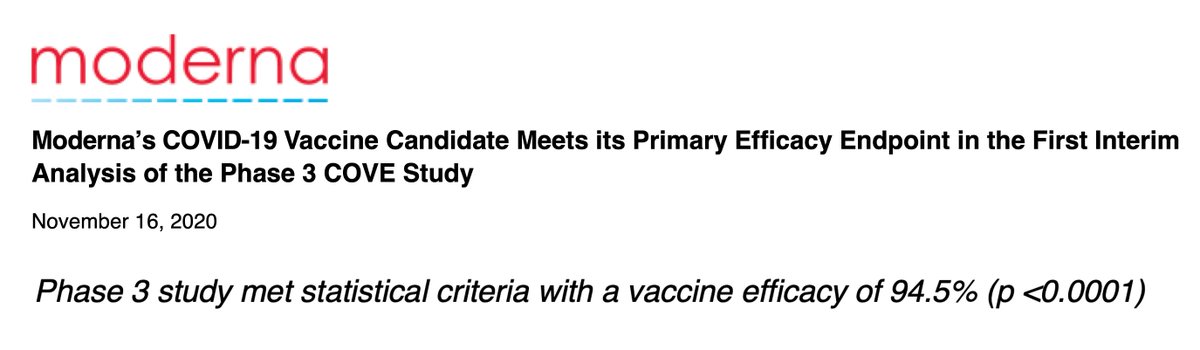 moderna
Moderna’s COVID-19 Vaccine Candidate Meets its Primary Efficacy Endpoint in the First Interim
Analysis of the Phase 3 COVE Study
November 16, 2020
Phase 3 study met statistical criteria with a vaccine efficacy of 94.5% (p <0.0001)